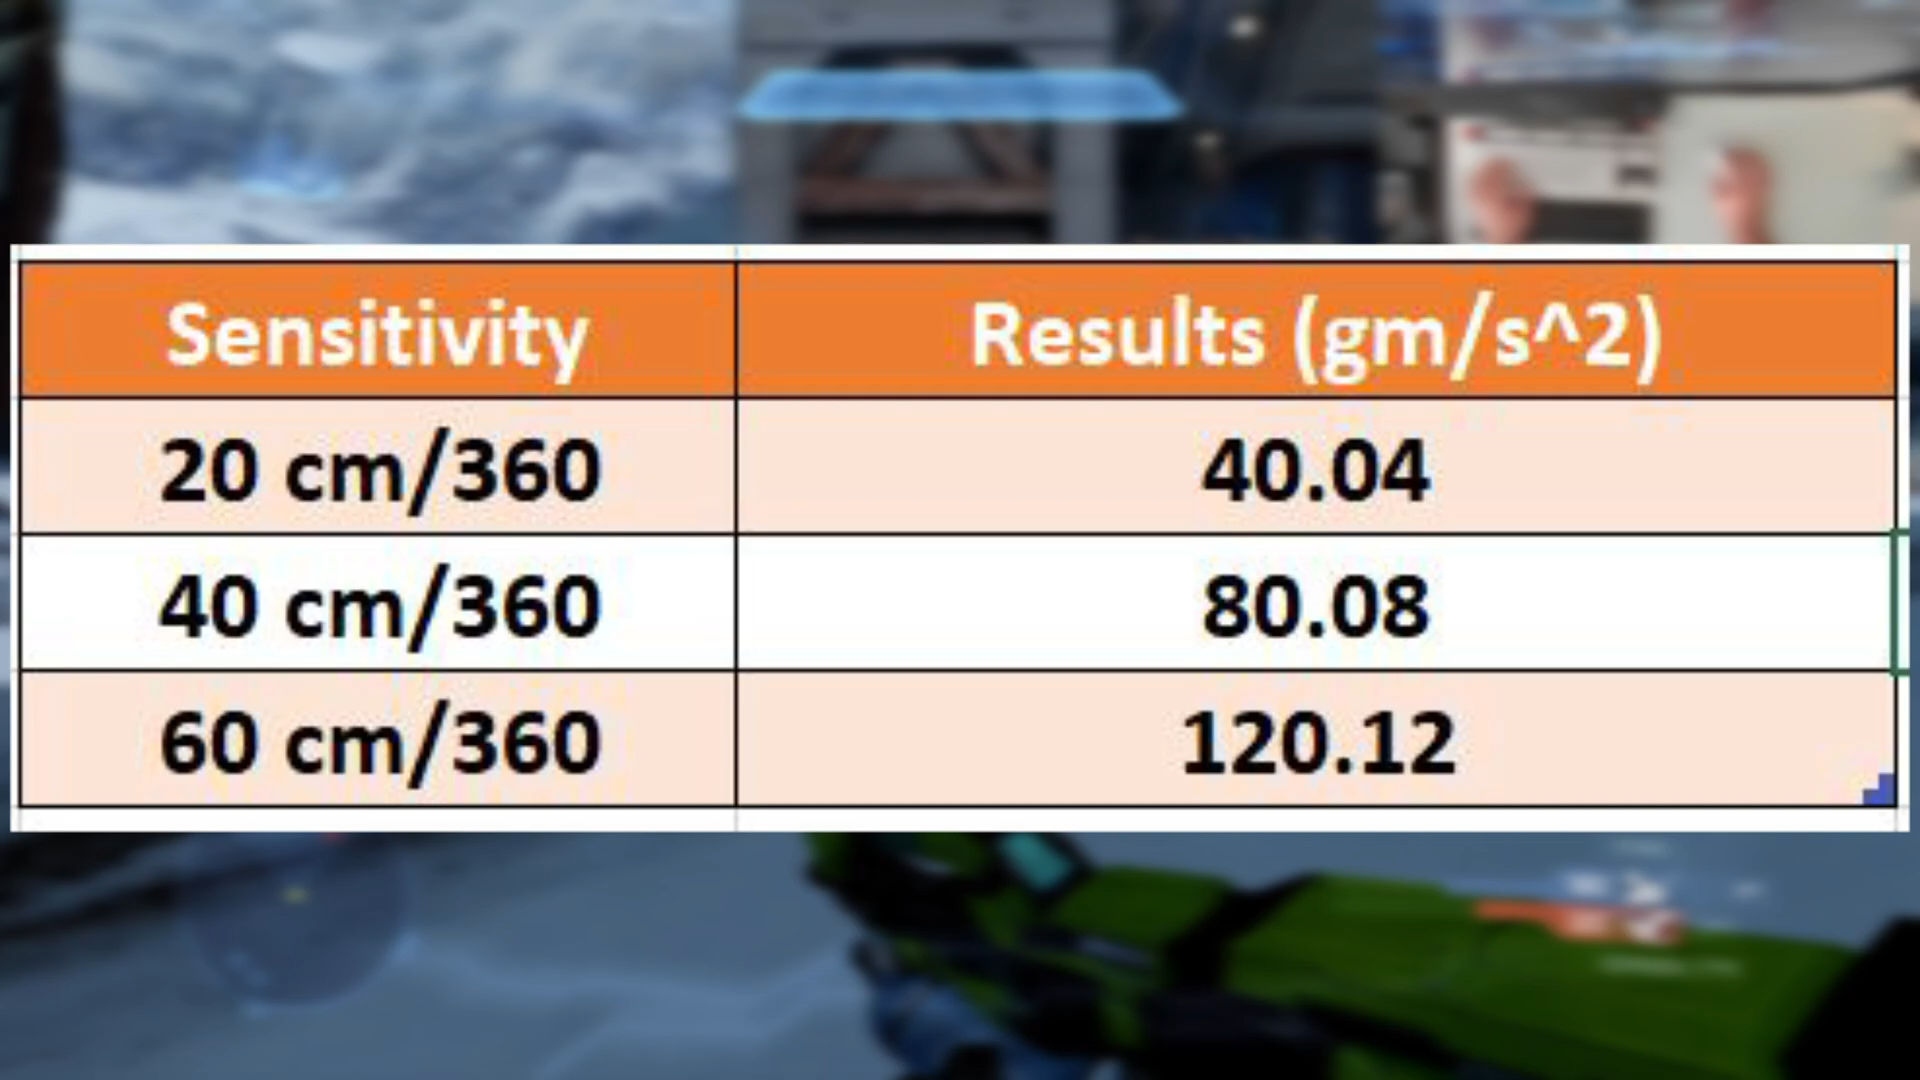 Sensitivity Results (gm/s^2)
20 cm/360 40.04
40 cm/360 80.08
60 cm/360 120.12